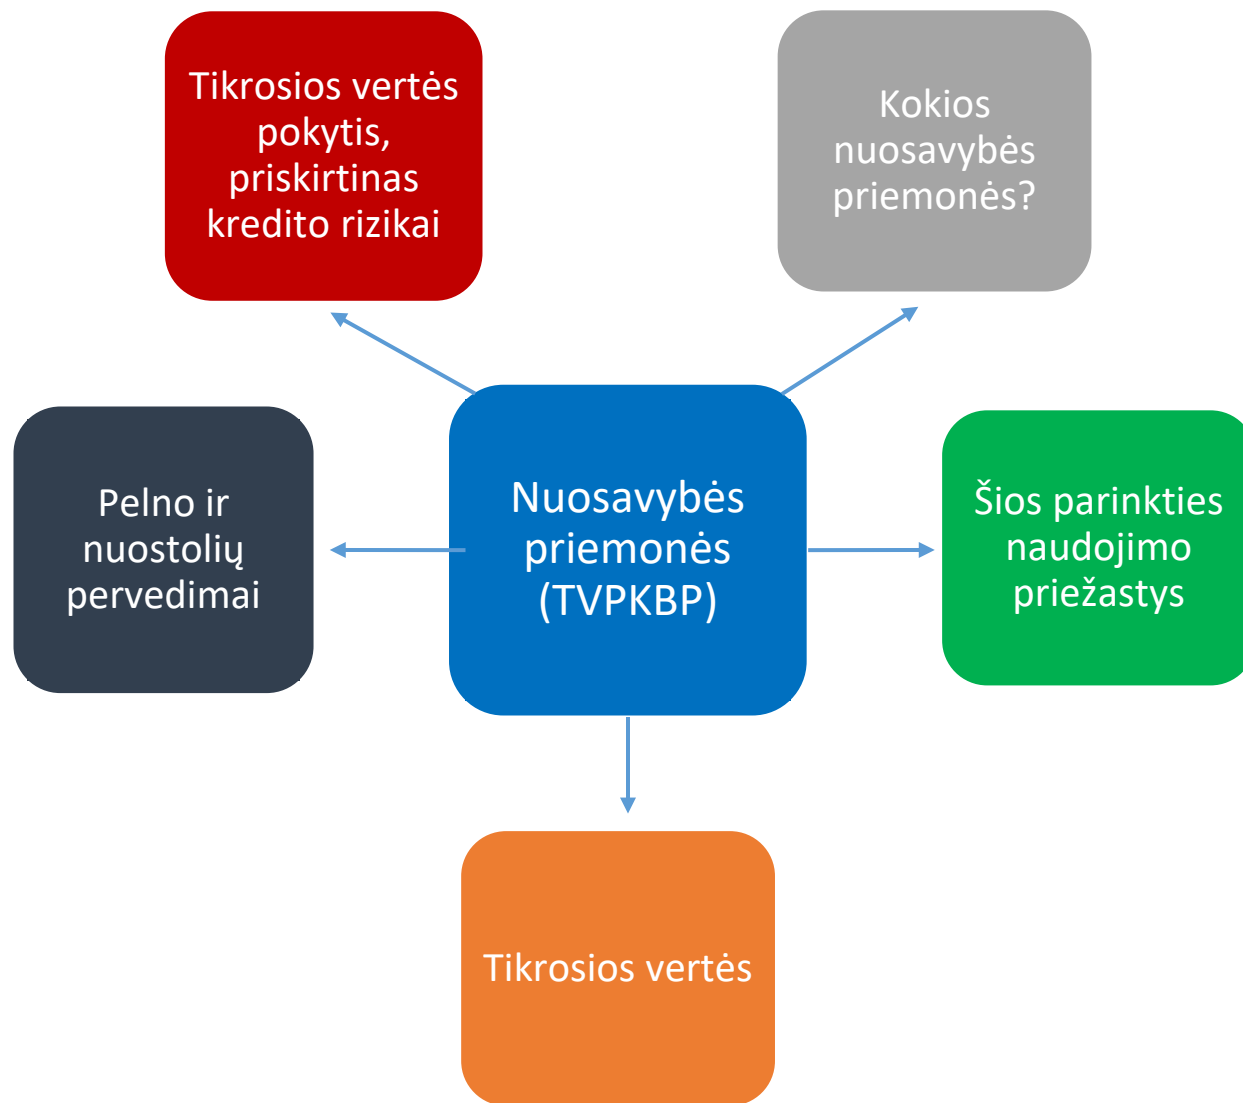 Tikrosios vertės
pokytis,
priskirtinas
kredito rizikai
Kokios
nuosavybės
priemonės?
Pelno ir
nuostolių
pervedimai
Nuosavybės
priemonės
(TVPKBP)
Šios parinkties
naudojimo
priežastys
Tikrosios vertės